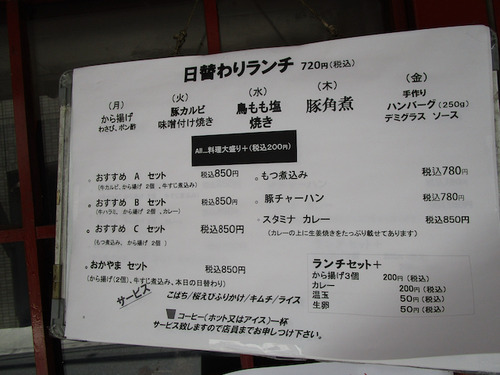 日替わりランチ 720円(税込)
(月) (火) (水) (木) (金)
から揚げ
わさび、ポン酢
豚カルビ
味噌付け焼き
鳥もも塩
焼き
豚角煮
手作り
ハンバーグ(250g)
デミグラス ソース
All…料理大盛り+(税込200円)
おすすめ A セット 税込850円
(牛カルビ、から揚げ 2個 、牛すじ煮込み)
おすすめ B セット 税込850円
(牛ハラミ、から揚げ 2個 、カレー)
おすすめ C セット 税込850円
(もつ煮込み、から揚げ 2個 )
おかやま セット 税込850円
(から揚げ(2個)、牛すじ煮込み、本日の日替わり)
もつ煮込み 税込780円
豚チャーハン 税込780円
スタミナ カレー 税込850円
(カレーの上に生姜焼きをたっぷり載せてあります)
ランチセット+
から揚げ3個 200円(税込)
カレー 200円(税込)
温玉 50円(税込)
生卵 50円(税込)
サービス
こばち/桜えびふりかけ/キムチ/ライス
コーヒー(ホット又はアイス)一杯
サービス致しますので店員までお申しつけ下さい。